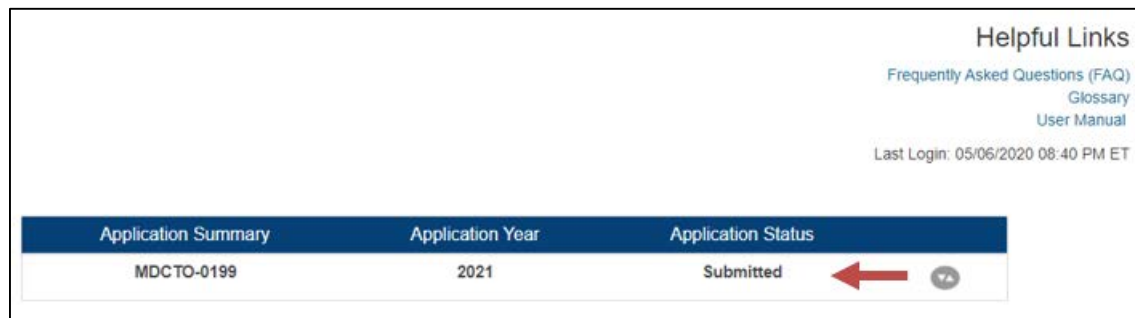 Helpful Links
Frequently Asked Questions (FAQ)
Glossary
User Manual
Last Login: 05/06/2020 08:40 PM ET
Application Summary Application Year Application Status
MDCTO-0199 2021 Submitted